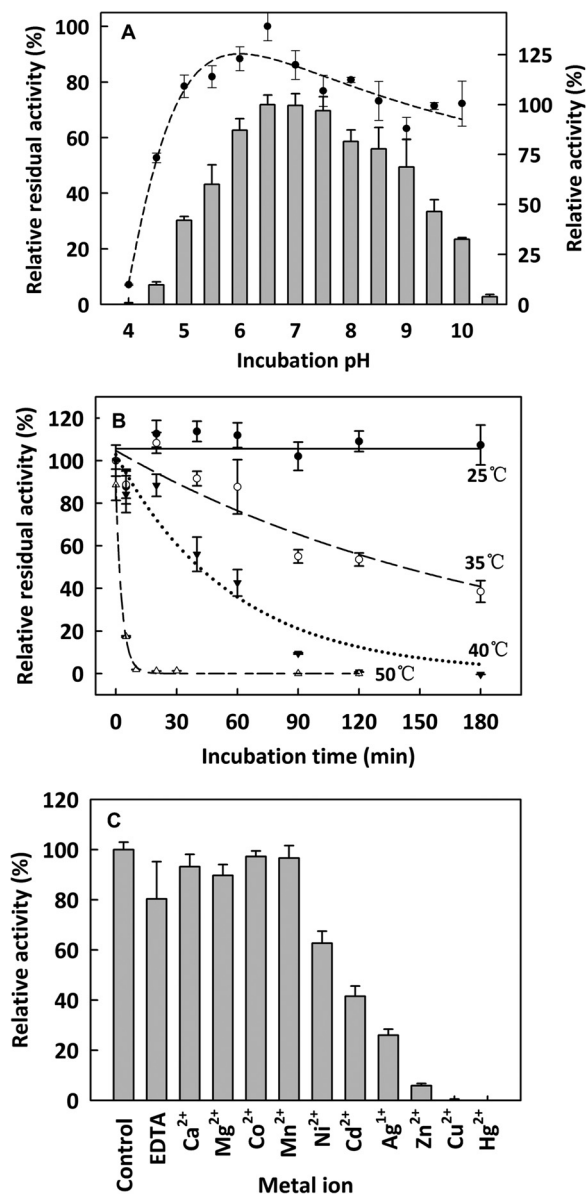 A
Relative residual activity (%)
100
80
60
40
20
0
125
100
75
50
25
0
Relative activity (%)
4 5 6 7 8 9 10
Incubation pH
B
Relative residual activity (%)
120
100
80
60
40
20
0
25℃
35℃
40℃
50℃
0 30 60 90 120 150 180
Incubation time (min)
C
Relative activity (%)
120
100
80
60
40
20
0
Control EDTA Ca²⁺ Mg²⁺ Co²⁺ Mn²⁺ Ni²⁺ Cd²⁺ Ag¹⁺ Zn²⁺ Cu²⁺ Hg²⁺
Metal ion